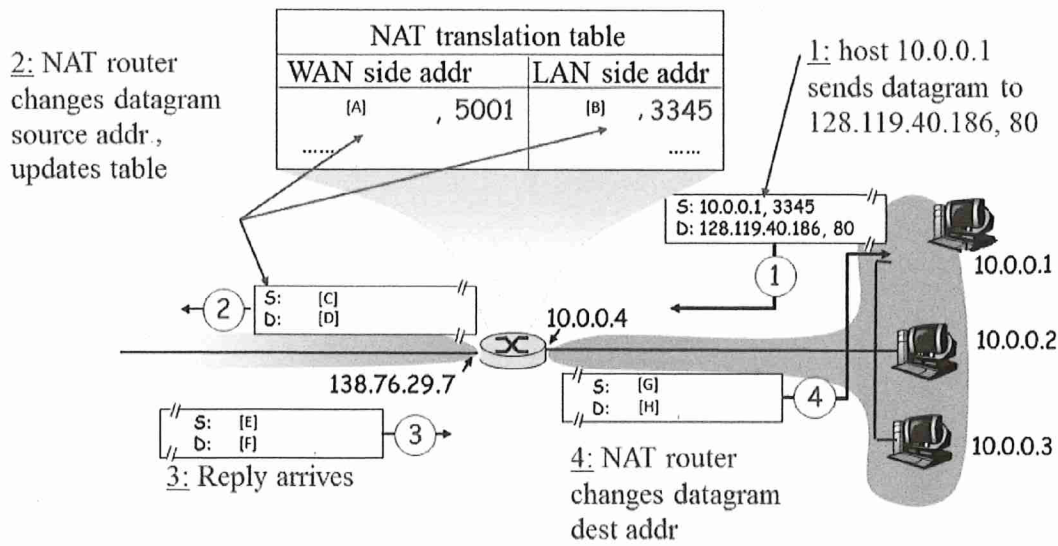 NAT translation table
WAN side addr LAN side addr
[A] , 5001 [B] , 3345
...... ......
2: NAT router
changes datagram
source addr.,
updates table
1: host 10.0.0.1
sends datagram to
128.119.40.186, 80
S: 10.0.0.1, 3345
D: 128.119.40.186, 80
1
10.0.0.1
2
S: [C]
D: [D]
10.0.0.4
10.0.0.2
138.76.29.7
S: [G]
D: [H]
4
S: [E]
D: [F]
3
10.0.0.3
3: Reply arrives
4: NAT router
changes datagram
dest addr